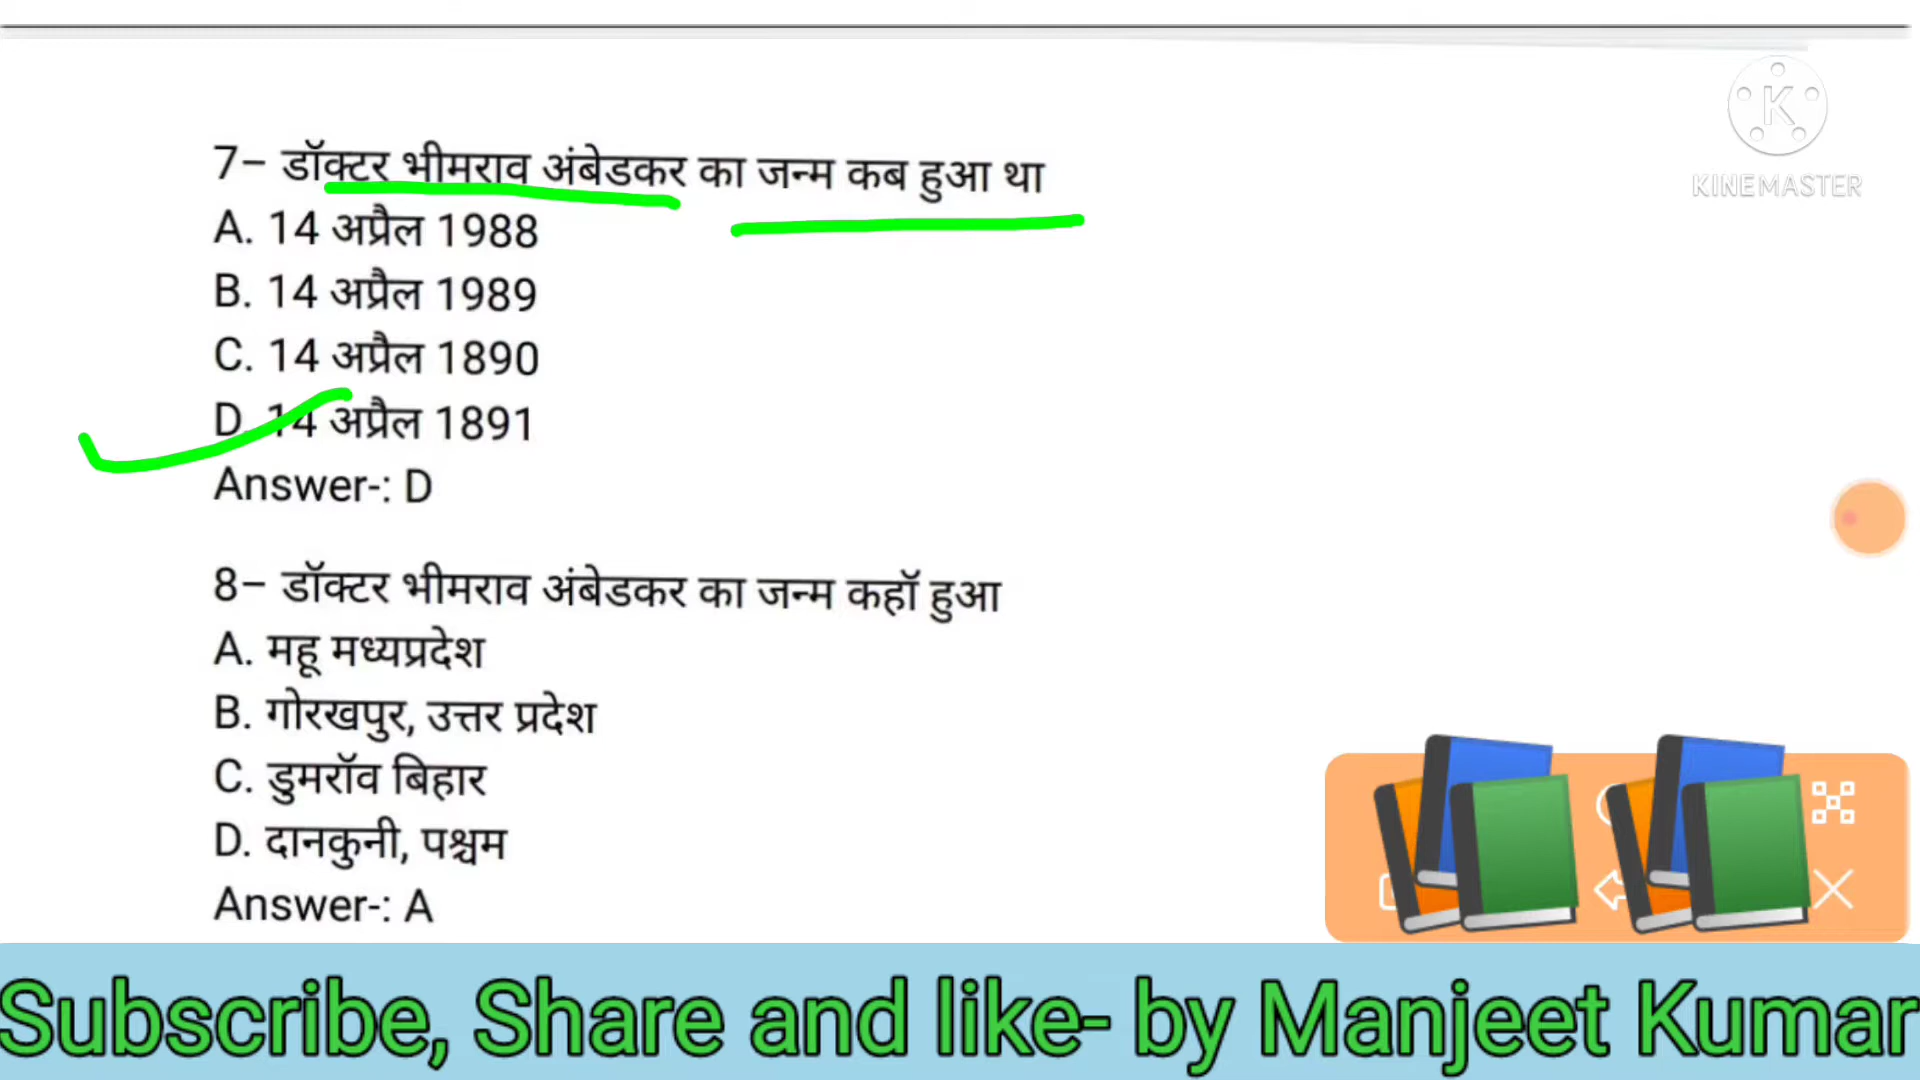 KINEMASTER
7– डॉक्टर भीमराव अंबेडकर का जन्म कब हुआ था
A. 14 अप्रैल 1988
B. 14 अप्रैल 1989
C. 14 अप्रैल 1890
D. 14 अप्रैल 1891
Answer-: D
8– डॉक्टर भीमराव अंबेडकर का जन्म कहॉ हुआ
A. महू मध्यप्रदेश
B. गोरखपुर, उत्तर प्रदेश
C. डुमरॉव बिहार
D. दानकुनी, पश्चम
Answer-: A
Subscribe, Share and like- by Manjeet Kumar